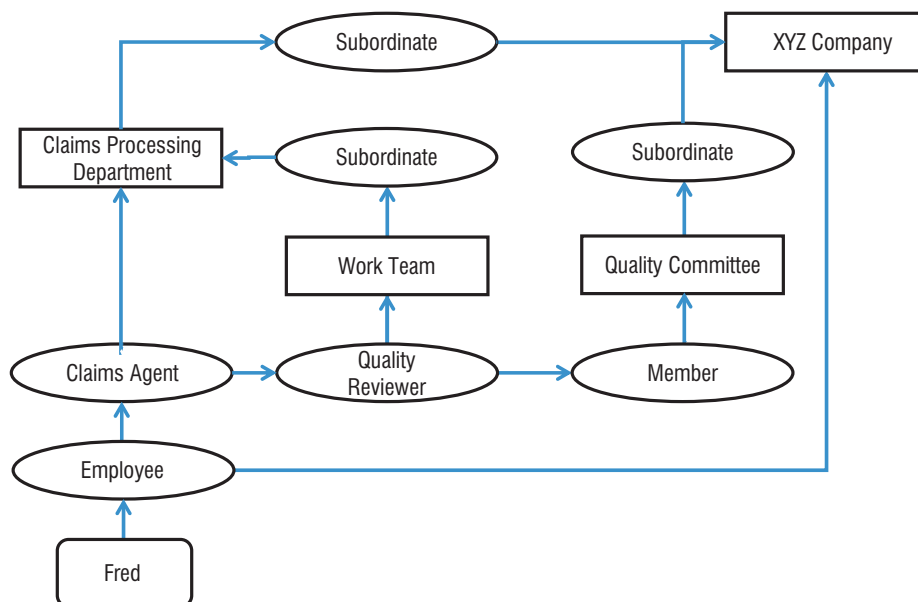 Subordinate
XYZ Company
Claims Processing
Department
Subordinate
Subordinate
Work Team
Quality Committee
Claims Agent
Quality
Reviewer
Member
Employee
Fred